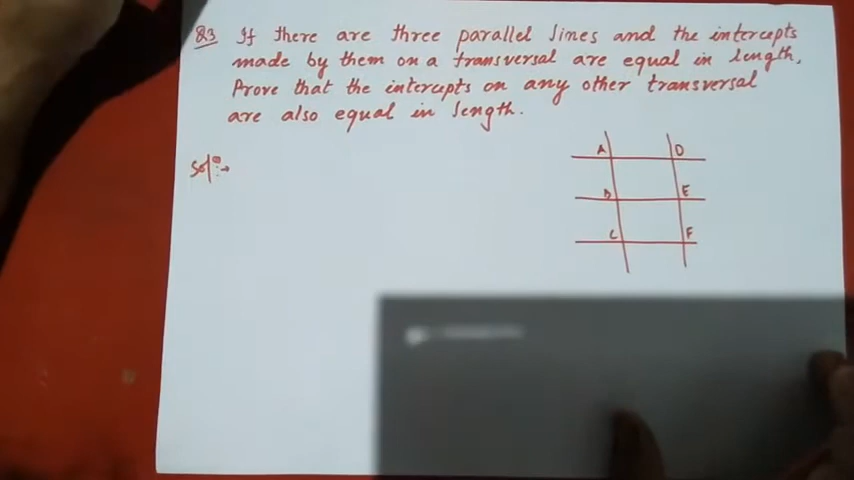 Q3 If there are three parallel lines and the intercepts
made by them on a transversal are equal in length,
Prove that the intercepts on any other transversal
are also equal in length.
Sol:→
A D
B E
C F